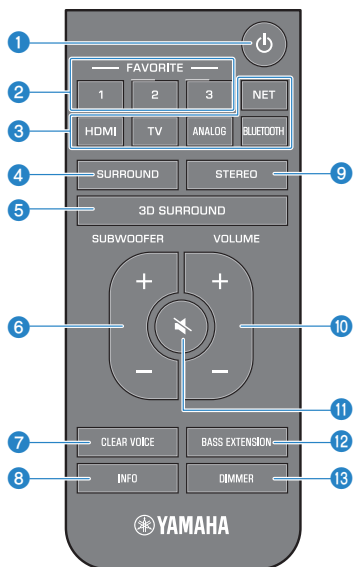 1
FAVORITE
2
1 2 3 NET
3
HDMI TV ANALOG BLUETOOTH
4
SURROUND STEREO
9
5
3D SURROUND
SUBWOOFER VOLUME
+ +
6
10
− −
11
7
CLEAR VOICE BASS EXTENSION
12
8
INFO DIMMER
13
YAMAHA